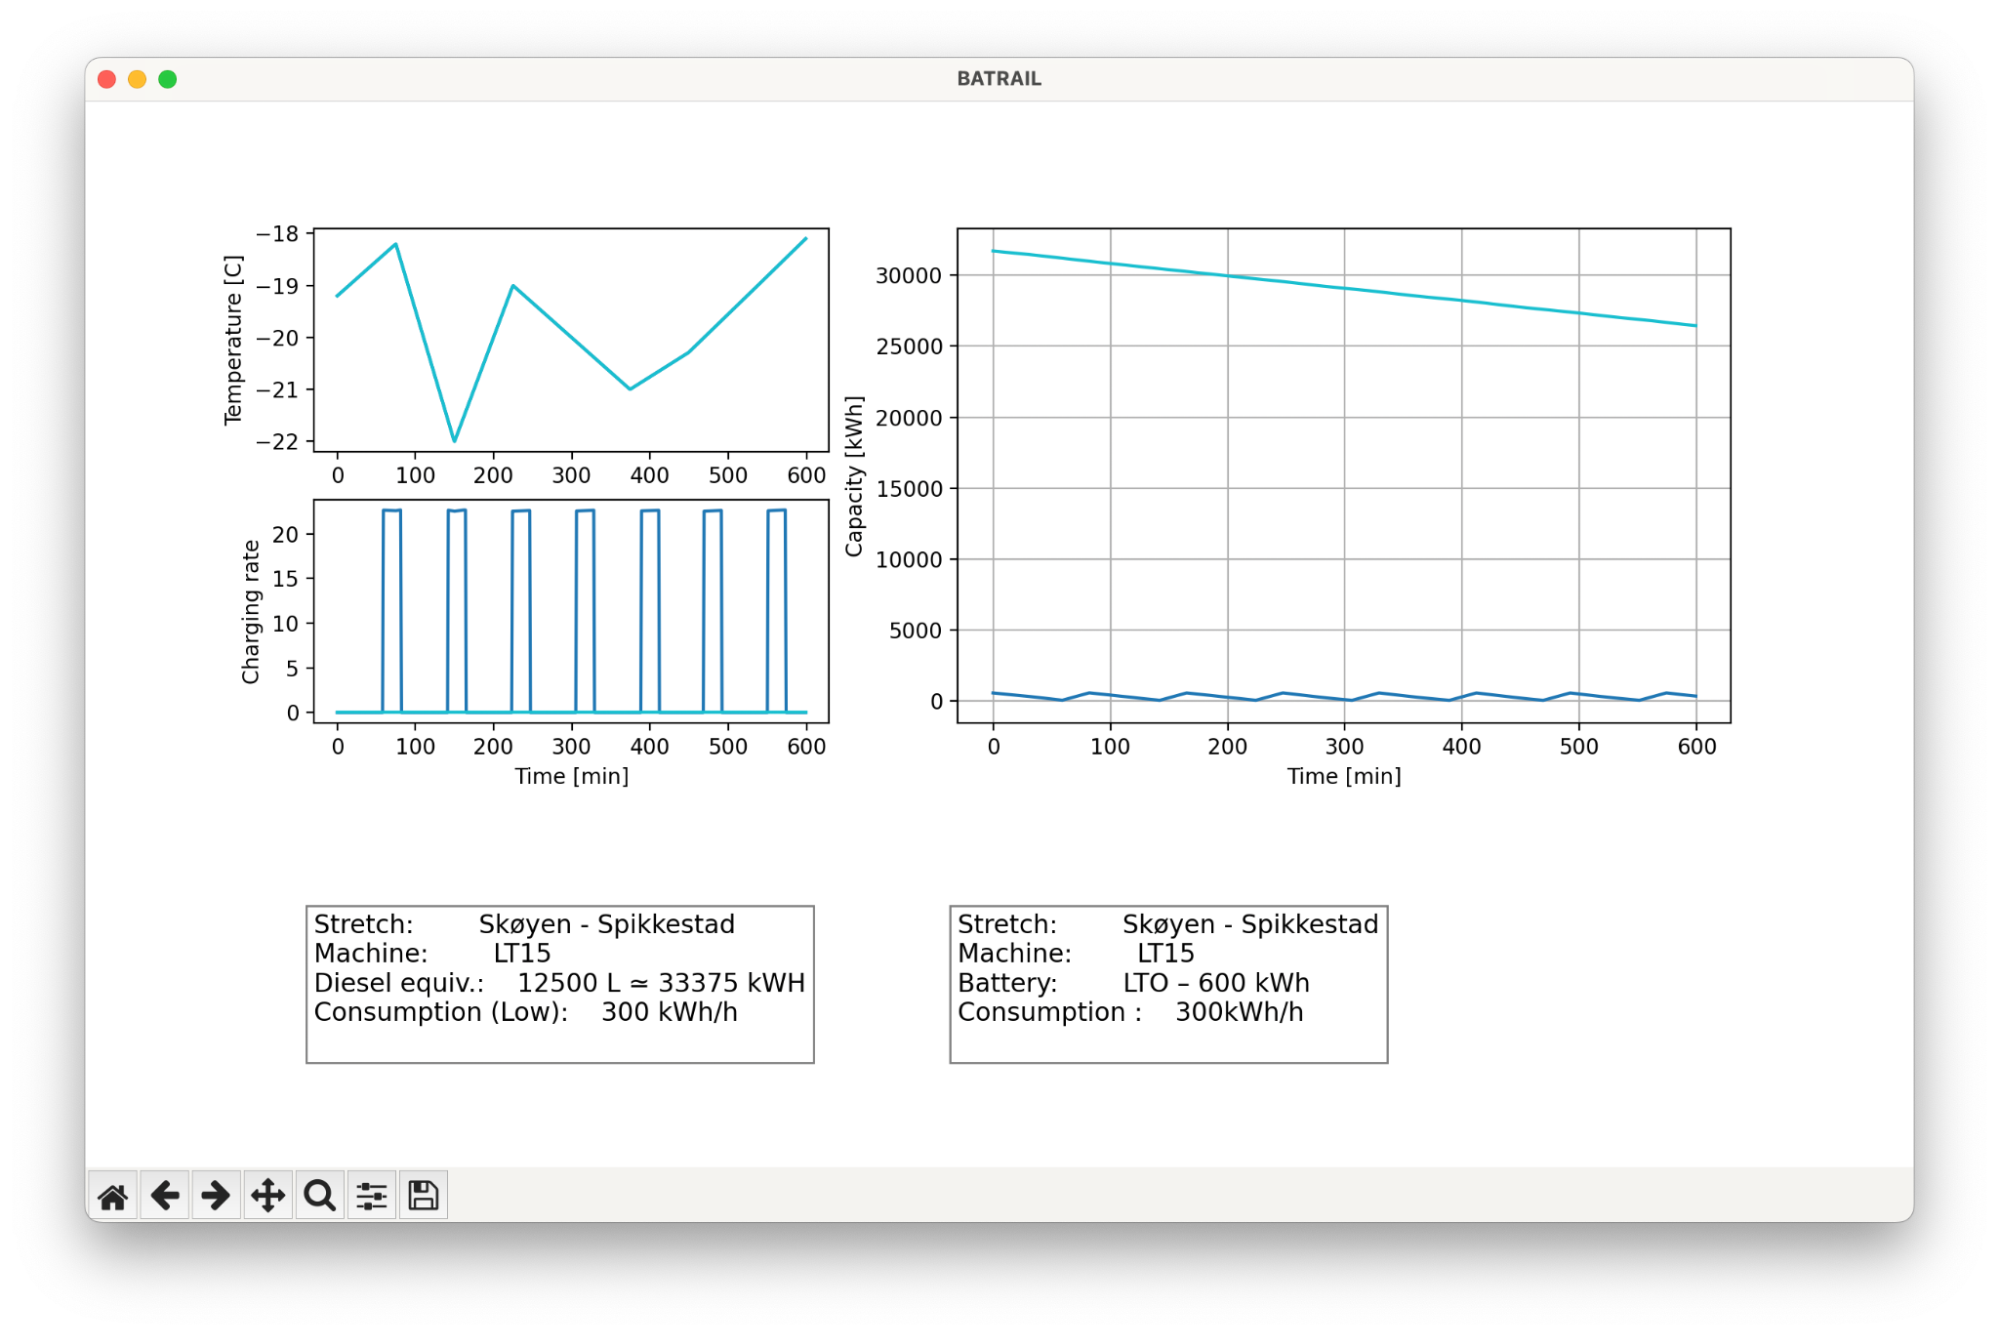 BATRAIL
Temperature [C]
−18
−19
−20
−21
−22
0 100 200 300 400 500 600
Charging rate
20
15
10
5
0
0 100 200 300 400 500 600
Time [min]
Capacity [kWh]
30000
25000
20000
15000
10000
5000
0
0 100 200 300 400 500 600
Time [min]
Stretch: Skøyen - Spikkestad
Machine: LT15
Diesel equiv.: 12500 L ≃ 33375 kWH
Consumption (Low): 300 kWh/h
Stretch: Skøyen - Spikkestad
Machine: LT15
Battery: LTO – 600 kWh
Consumption : 300kWh/h